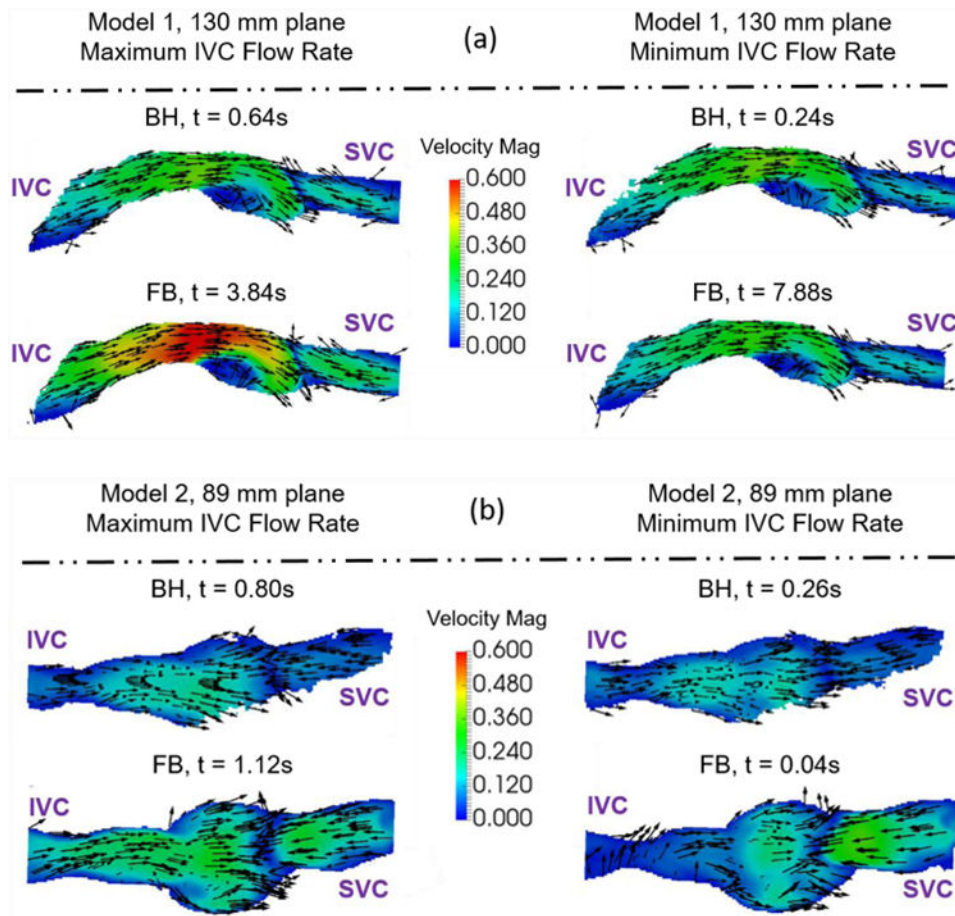 Model 1, 130 mm plane
Maximum IVC Flow Rate
(a)
Model 1, 130 mm plane
Minimum IVC Flow Rate
BH, t = 0.64s
IVC
SVC
Velocity Mag
0.600
0.480
0.360
0.240
0.120
0.000
BH, t = 0.24s
IVC
SVC
FB, t = 3.84s
IVC
SVC
FB, t = 7.88s
IVC
SVC
Model 2, 89 mm plane
Maximum IVC Flow Rate
(b)
Model 2, 89 mm plane
Minimum IVC Flow Rate
BH, t = 0.80s
IVC
SVC
Velocity Mag
0.600
0.480
0.360
0.240
0.120
0.000
BH, t = 0.26s
IVC
SVC
FB, t = 1.12s
IVC
SVC
FB, t = 0.04s
IVC
SVC